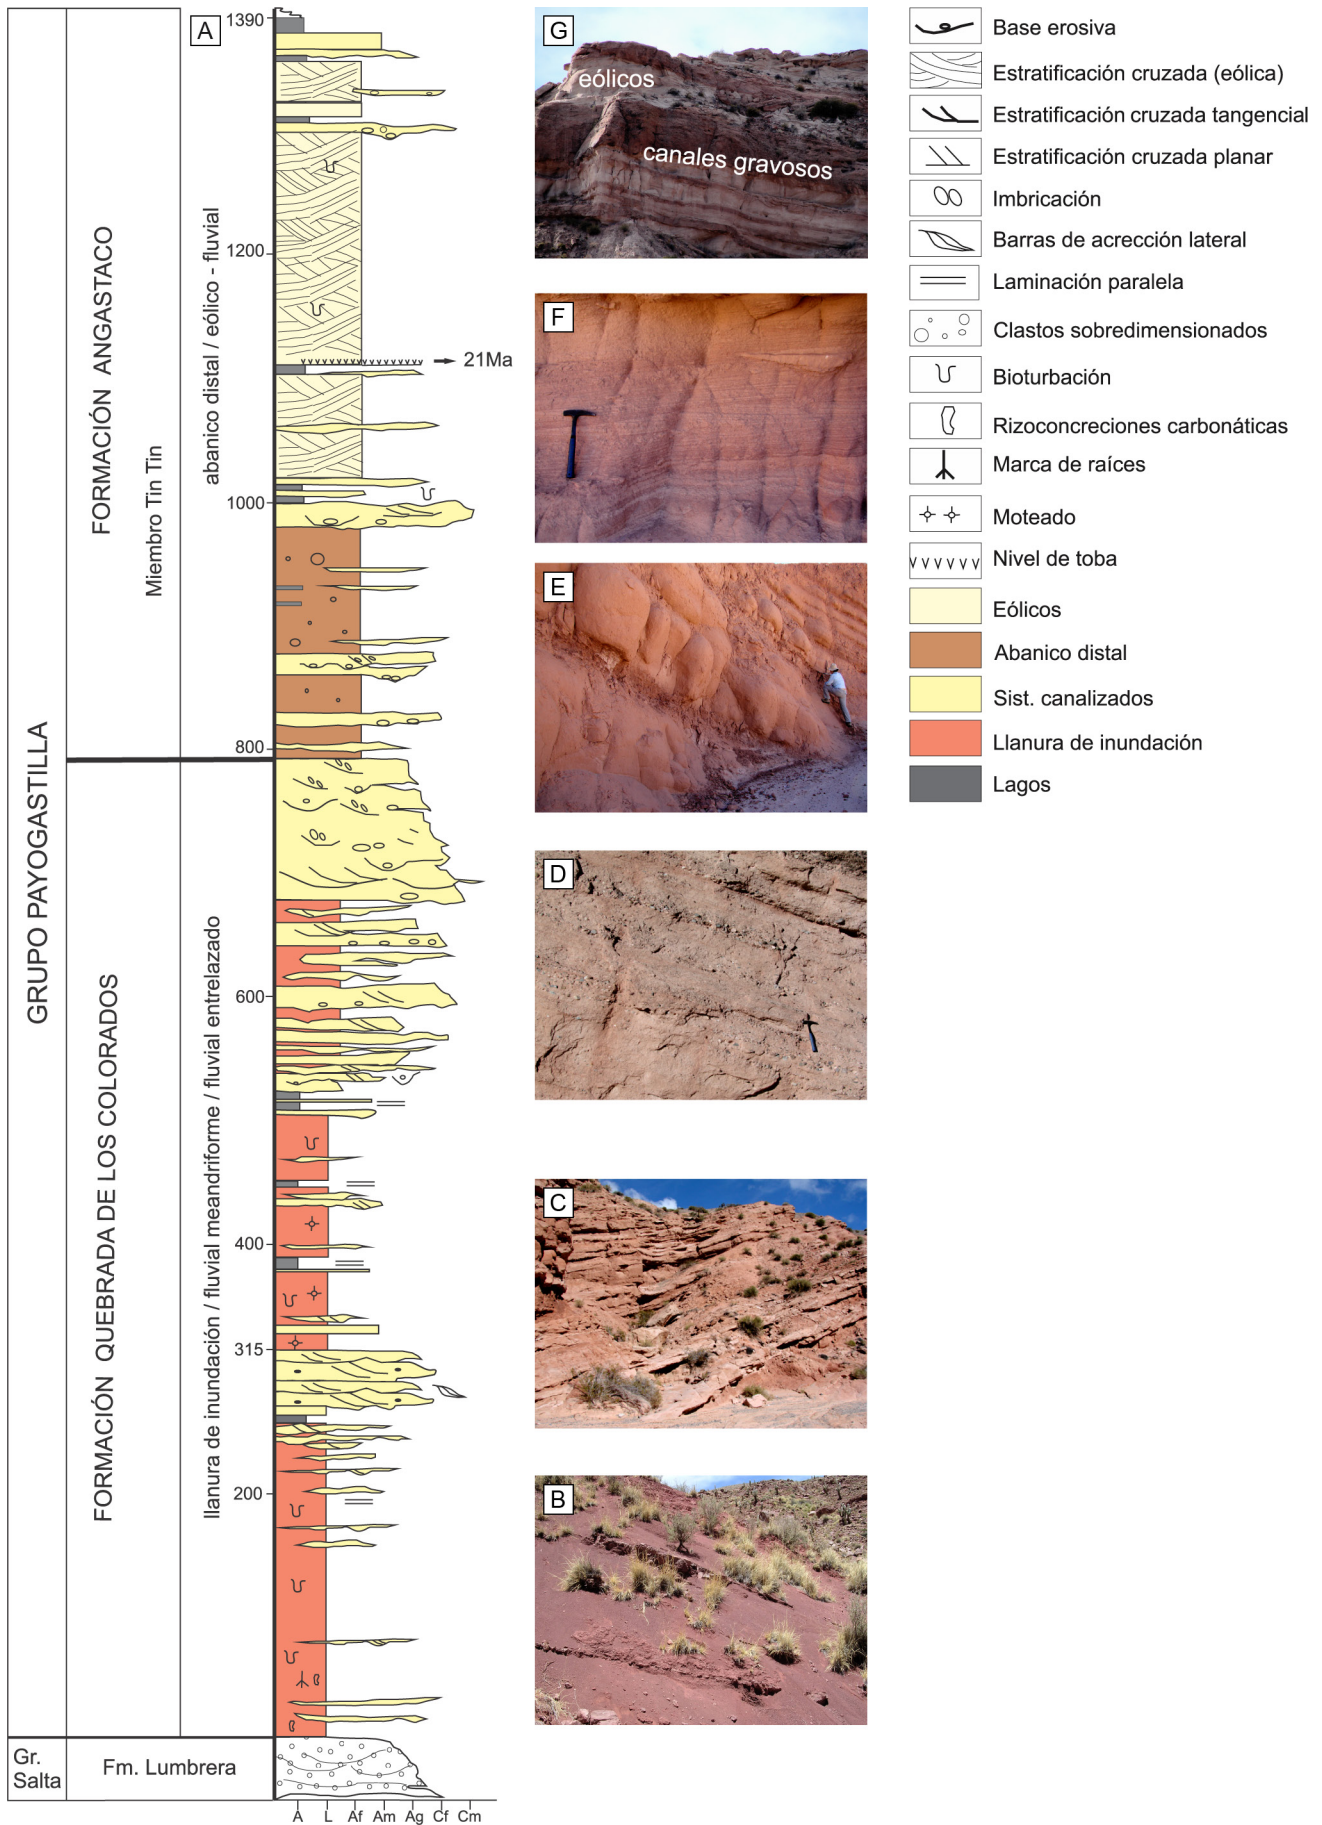 A
1390
1200
21Ma
1000
800
600
400
315
200
GRUPO PAYOGASTILLA
FORMACIÓN ANGASTACO
Miembro Tin Tin
abanico distal / eólico - fluvial
FORMACIÓN QUEBRADA DE LOS COLORADOS
llanura de inundación / fluvial meandriforme / fluvial entrelazado
Gr.
Salta
Fm. Lumbrera
A L Af Am Ag Cf Cm
G
eólicos
canales gravosos
F
E
D
C
B
Base erosiva
Estratificación cruzada (eólica)
Estratificación cruzada tangencial
Estratificación cruzada planar
Imbricación
Barras de acrección lateral
Laminación paralela
Clastos sobredimensionados
Bioturbación
Rizoconcreciones carbonáticas
Marca de raíces
Moteado
Nivel de toba
Eólicos
Abanico distal
Sist. canalizados
Llanura de inundación
Lagos